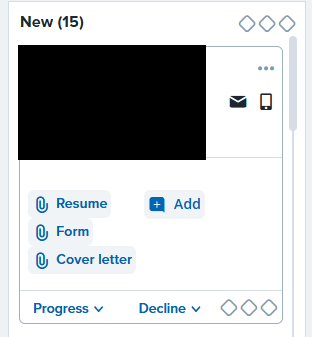 New (15)
Resume
Add
Form
Cover letter
Progress
Decline